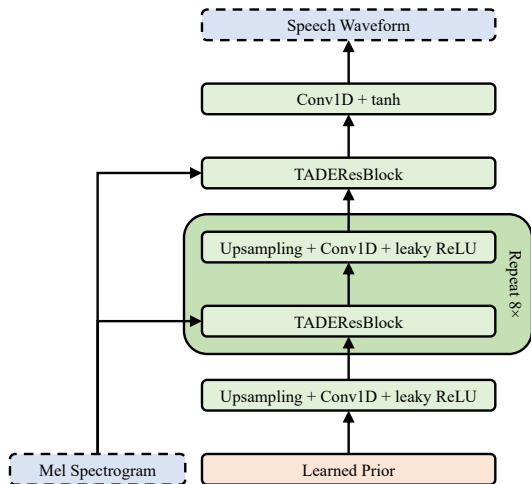 Speech Waveform
Conv1D + tanh
TADEResBlock
Upsampling + Conv1D + leaky ReLU
Repeat 8×
TADEResBlock
Upsampling + Conv1D + leaky ReLU
Mel Spectrogram
Learned Prior